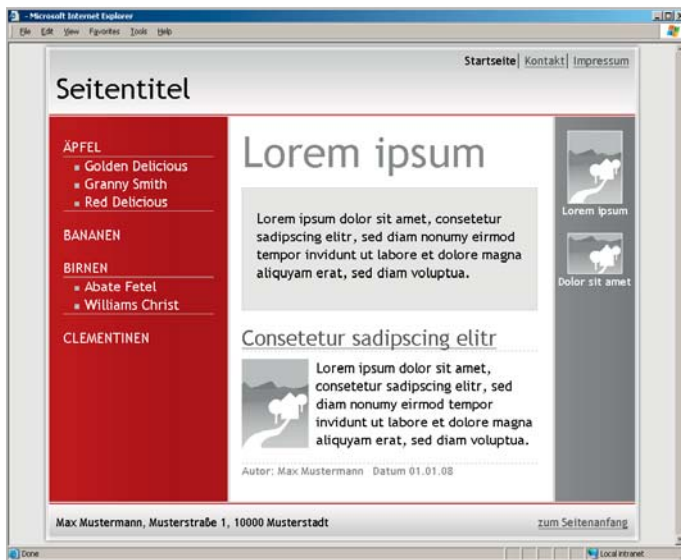 - Microsoft Internet Explorer
File Edit View Favorites Tools Help
Startseite| Kontakt| Impressum
Seitentitel
ÄPFEL
Golden Delicious
Granny Smith
Red Delicious
BANANEN
BIRNEN
Abate Fetel
Williams Christ
CLEMENTINEN
Lorem ipsum
Lorem ipsum dolor sit amet, consetetur
sadipscing elitr, sed diam nonumy eirmod
tempor invidunt ut labore et dolore magna
aliquyam erat, sed diam voluptua.
Consetetur sadipscing elitr
Lorem ipsum dolor sit amet,
consetetur sadipscing elitr, sed
diam nonumy eirmod tempor
invidunt ut labore et dolore magna
aliquyam erat, sed diam voluptua.
Autor: Max Mustermann Datum 01.01.08
Lorem ipsum
Dolor sit amet
Max Mustermann, Musterstraße 1, 10000 Musterstadt
zum Seitenanfang
Done
Local intranet